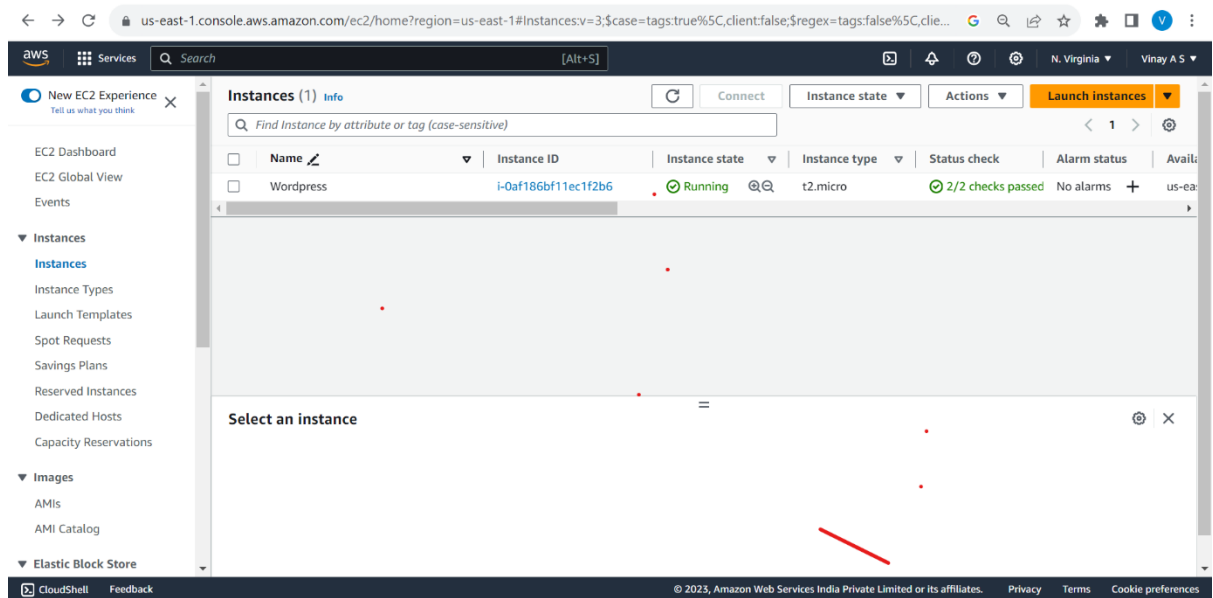 us-east-1.console.aws.amazon.com/ec2/home?region=us-east-1#Instances:v=3;$case=tags:true%5C,client:false;$regex=tags:false%5C,clie... G V
aws Services Search [Alt+S] N. Virginia ▼ Vinay A S ▼
New EC2 Experience
Tell us what you think
EC2 Dashboard
EC2 Global View
Events
Instances
Instances
Instance Types
Launch Templates
Spot Requests
Savings Plans
Reserved Instances
Dedicated Hosts
Capacity Reservations
Images
AMIs
AMI Catalog
Elastic Block Store
Instances (1) Info Connect Instance state ▼ Actions ▼ Launch instances ▼
Find Instance by attribute or tag (case-sensitive) < 1 >
Name Instance ID Instance state Instance type Status check Alarm status Availa
Wordpress i-0af186bf11ec1f2b6 Running t2.micro 2/2 checks passed No alarms + us-eas
Select an instance
CloudShell Feedback © 2023, Amazon Web Services India Private Limited or its affiliates. Privacy Terms Cookie preferences